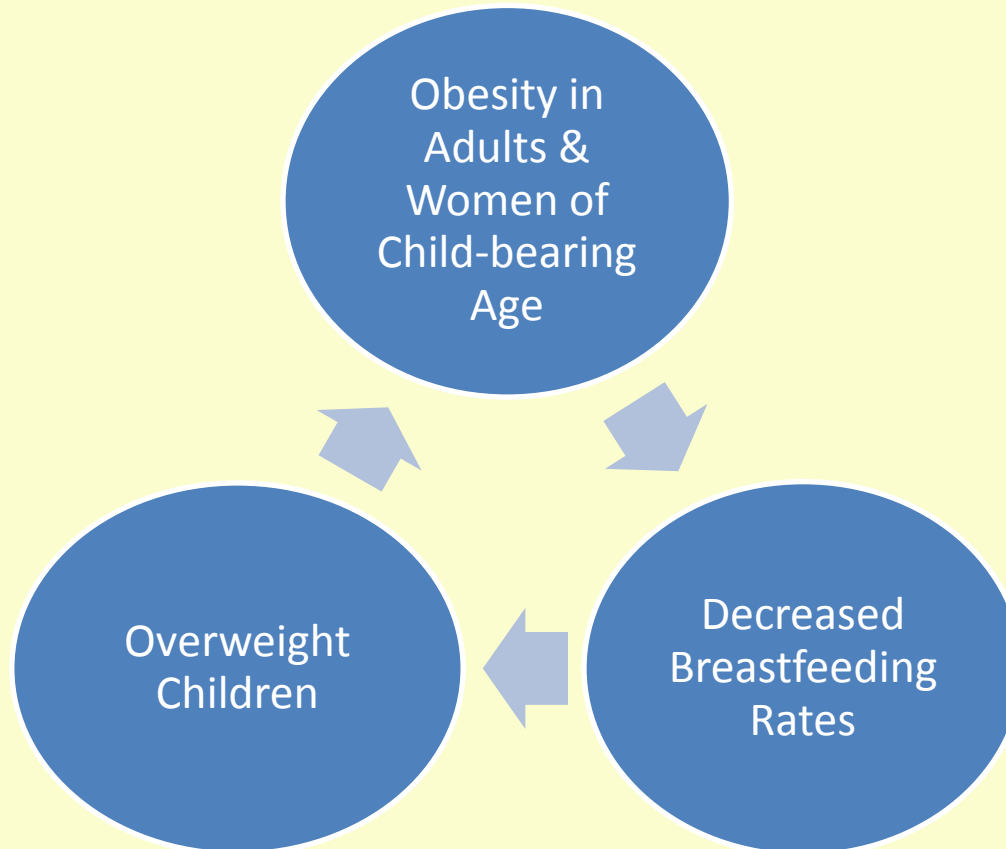 Obesity in
Adults &
Women of
Child-bearing
Age
Decreased
Breastfeeding
Rates
Overweight
Children